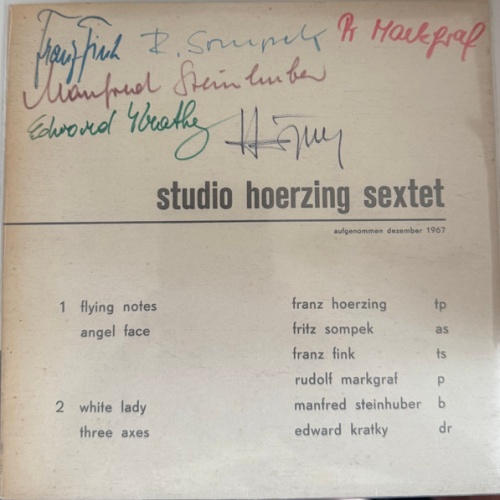 Franz Fink R. Sompek R Markgraf
Manfred Steinhuber
Edward Kratky
studio hoerzing sextet
aufgenommen dezember 1967
1 flying notes franz hoerzing tp
angel face fritz sompek as
franz fink ts
rudolf markgraf p
2 white lady manfred steinhuber b
three axes edward kratky dr